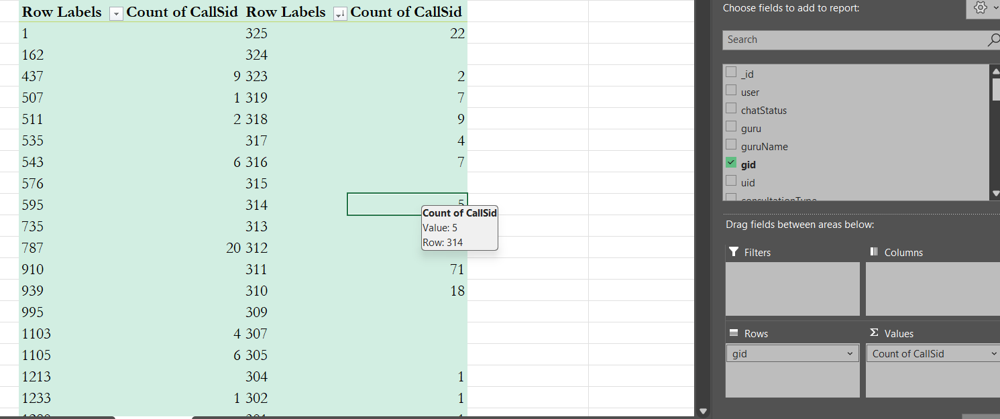 Row Labels Count of CallSid Row Labels Count of CallSid
1 325 22
162 324
437 9 323 2
507 1 319 7
511 2 318 9
535 317 4
543 6 316 7
576 315
595 314 5
735 313
787 20 312
910 311 71
939 310 18
995 309
1103 4 307
1105 6 305
1213 304 1
1233 1 302 1
Count of CallSid
Value: 5
Row: 314
Choose fields to add to report:
Search
_id
user
chatStatus
guru
guruName
gid
uid
consultationType
Drag fields between areas below:
Filters
Columns
Rows
Σ Values
gid
Count of CallSid